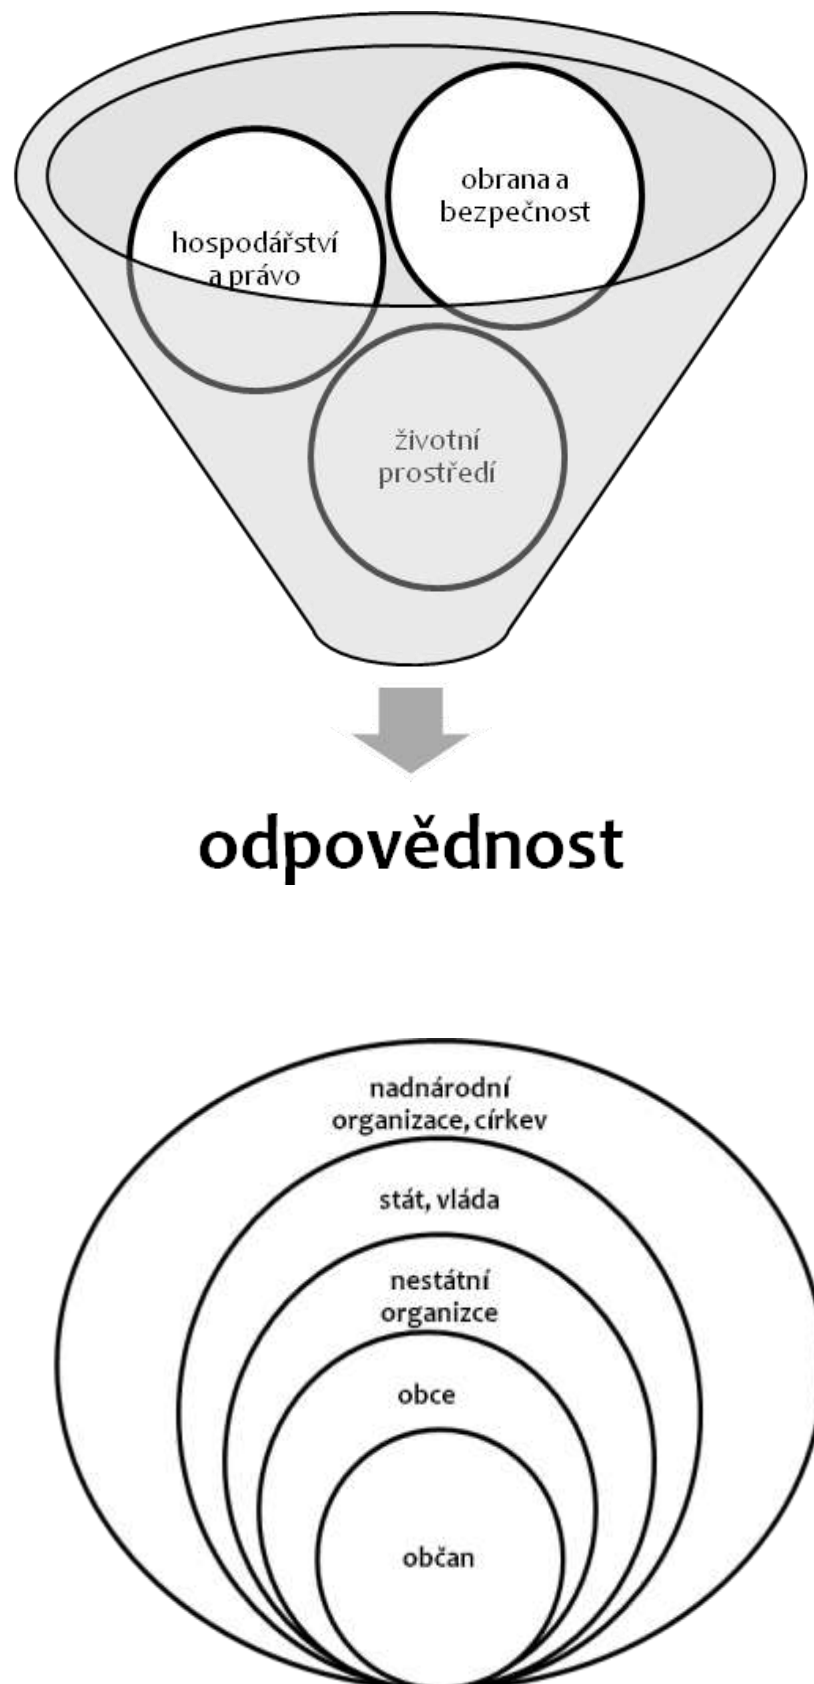 obrana a
bezpečnost
hospodářství
a právo
životní
prostředí
odpovědnost
nadnárodní
organizace, církev
stát, vláda
nestátní
organizce
obce
občan